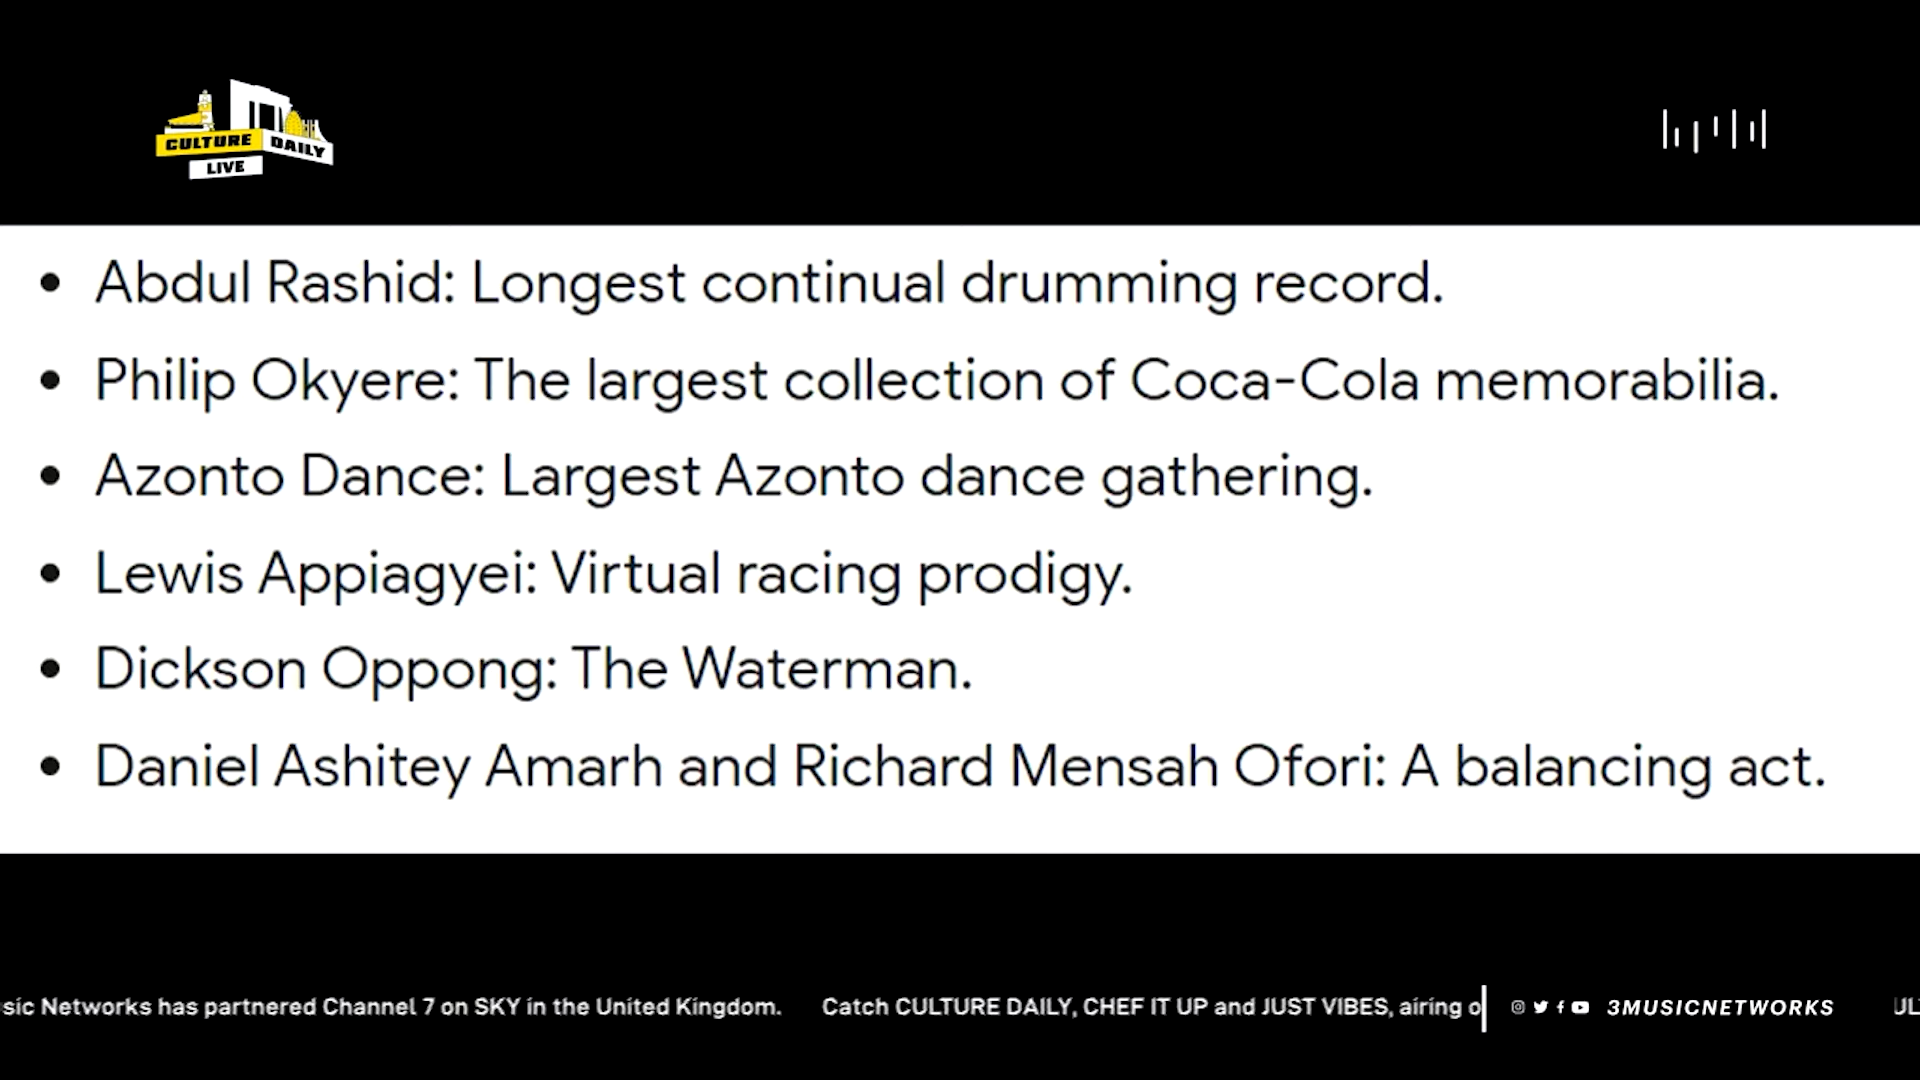 CULTURE DAILY
LIVE
• Abdul Rashid: Longest continual drumming record.
• Philip Okyere: The largest collection of Coca-Cola memorabilia.
• Azonto Dance: Largest Azonto dance gathering.
• Lewis Appiagyei: Virtual racing prodigy.
• Dickson Oppong: The Waterman.
• Daniel Ashitey Amarh and Richard Mensah Ofori: A balancing act.
sic Networks has partnered Channel 7 on SKY in the United Kingdom. Catch CULTURE DAILY, CHEF IT UP and JUST VIBES, airing o 3MUSICNETWORKS